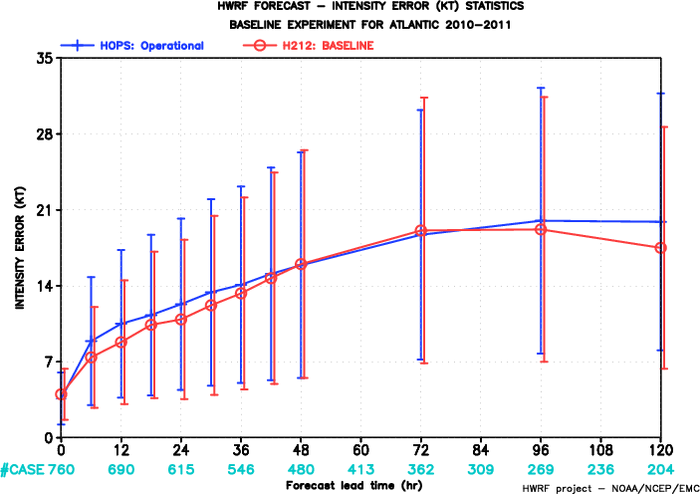 HWRF FORECAST – INTENSITY ERROR (KT) STATISTICS
BASELINE EXPERIMENT FOR ATLANTIC 2010–2011
HOPS: Operational H212: BASELINE
35
28
21
14
7
0
INTENSITY ERROR (KT)
0 12 24 36 48 60 72 84 96 108 120
#CASE 760 690 615 546 480 413 362 309 269 236 204
Forecast lead time (hr)
HWRF project – NOAA/NCEP/EMC